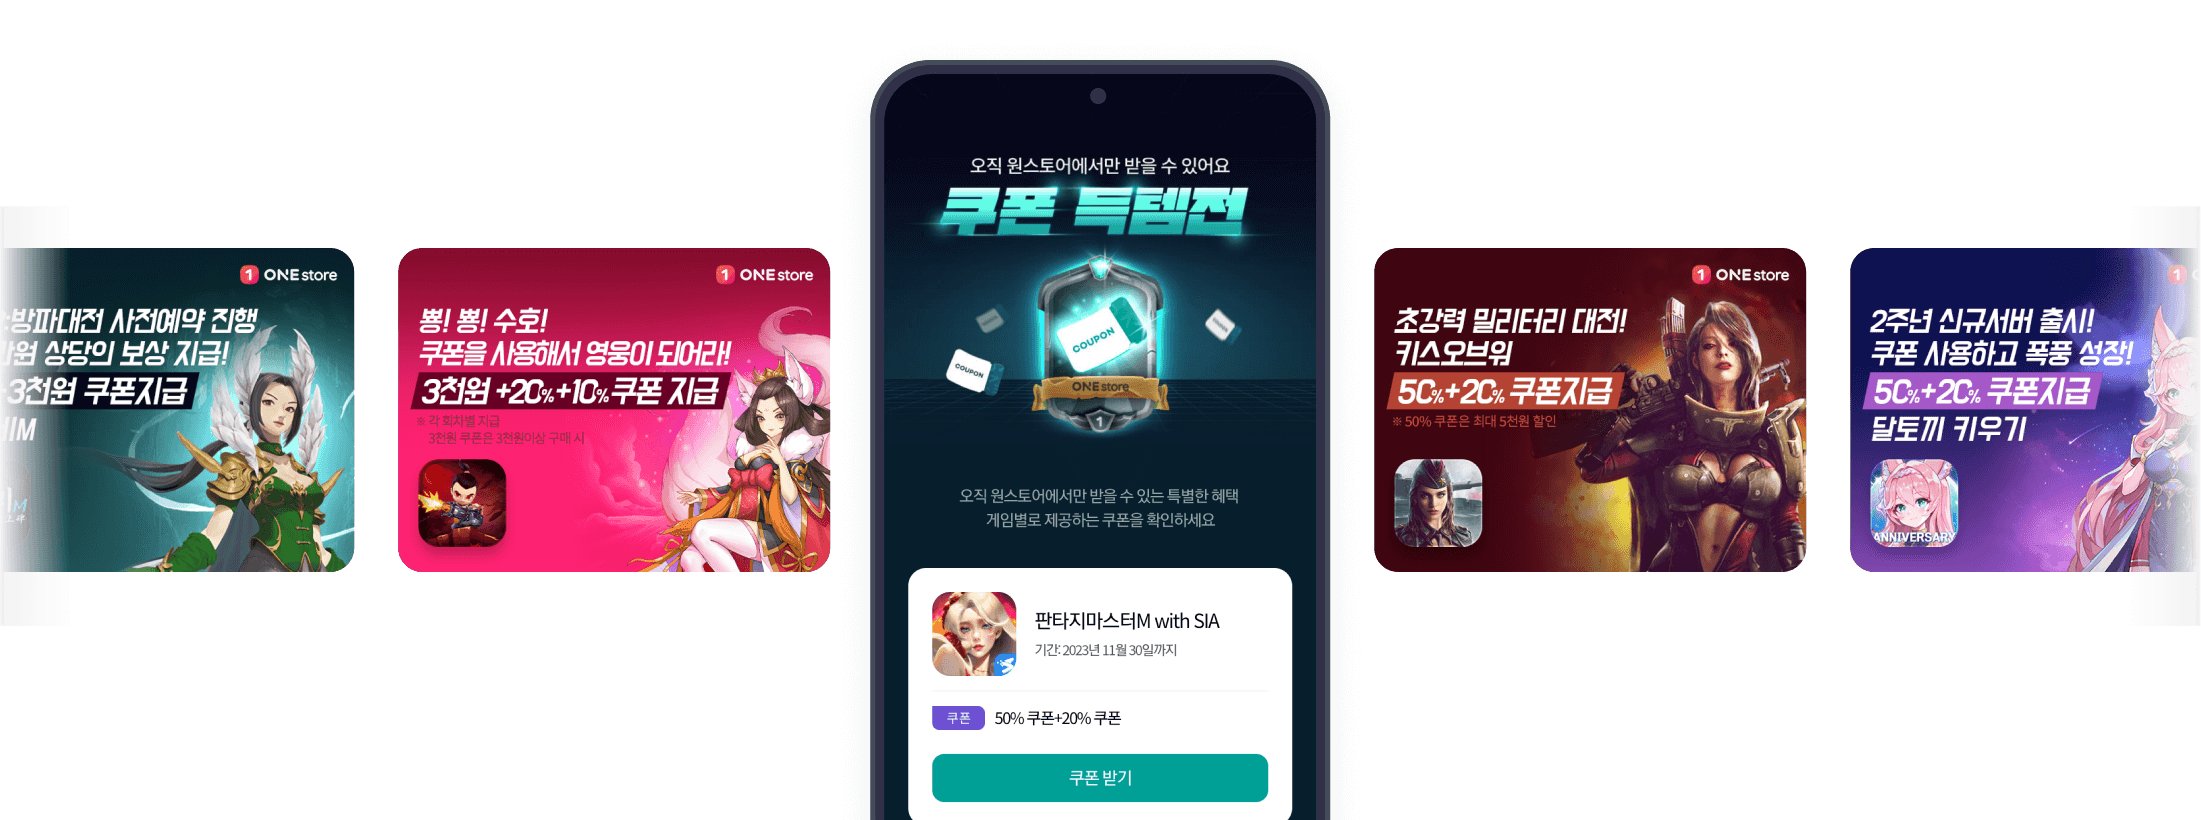 ONE store
:방파대전 사전예약 진행
만원 상당의 보상 지급!
3천원 쿠폰지급
M
ONE store
뿅! 뿅! 수호!
쿠폰을 사용해서 영웅이 되어라!
3천원 +20%+10% 쿠폰 지급
※ 각 회차별 지급
3천원 쿠폰은 3천원이상 구매 시
오직 원스토어에서만 받을 수 있어요
쿠폰 득템전
COUPON
COUPON
ONE store
1
오직 원스토어에서만 받을 수 있는 특별한 혜택
게임별로 제공하는 쿠폰을 확인하세요
판타지마스터M with SIA
기간: 2023년 11월 30일까지
쿠폰 50% 쿠폰+20% 쿠폰
쿠폰 받기
ONE store
초강력 밀리터리 대전!
키스오브워
50%+20% 쿠폰지급
※ 50% 쿠폰은 최대 5천원 할인
2주년 신규서버 출시!
쿠폰 사용하고 폭풍 성장!
50%+20% 쿠폰지급
달토끼 키우기
ANNIVERSARY